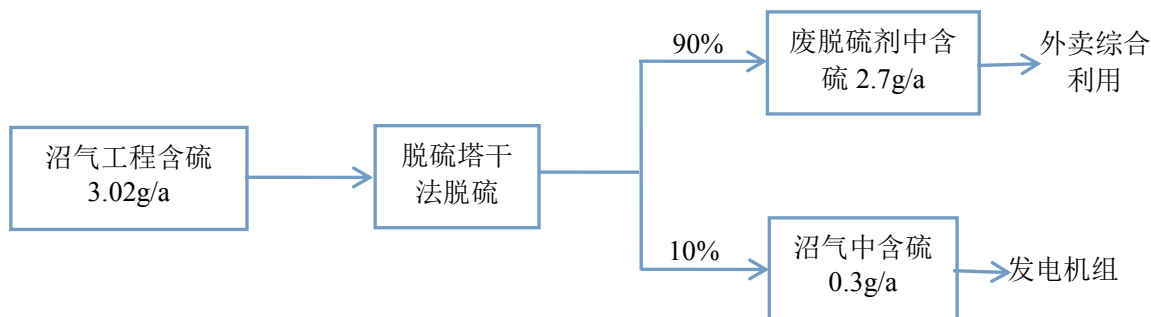 沼气工程含硫
3.02g/a
脱硫塔干
法脱硫
90%
废脱硫剂中含
硫 2.7g/a
外卖综合
利用
10%
沼气中含硫
0.3g/a
发电机组